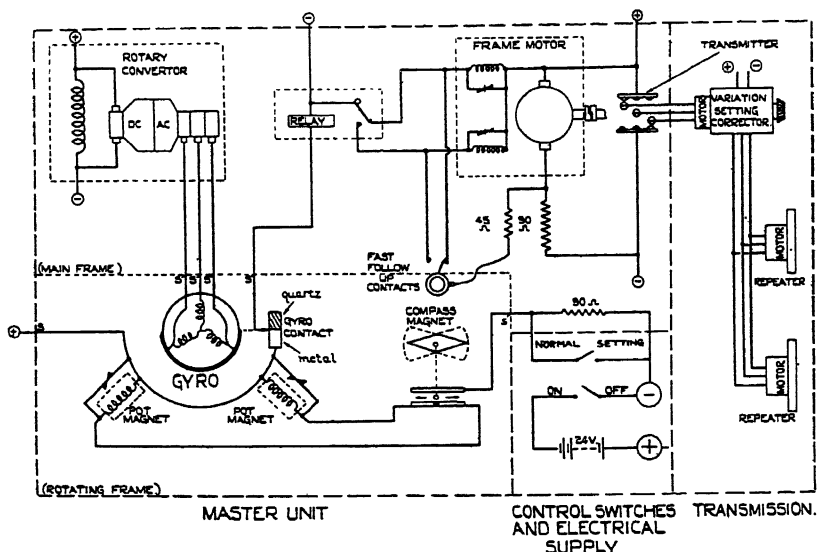 ROTARY
CONVERTOR
DC AC
RELAY
FRAME MOTOR
TRANSMITTER
MOTOR
VARIATION
SETTING
CORRECTOR
45 Ω
90 Ω
FAST
FOLLOW
UP
CONTACTS
MOTOR
REPEATER
(MAIN FRAME)
S S S S
quartz
GYRO
CONTACT
metal
GYRO
S
COMPASS
MAGNET
S
90 Ω
NORMAL SETTING
ON OFF
24V
POT
MAGNET
POT
MAGNET
MOTOR
REPEATER
(ROTATING FRAME)
MASTER UNIT
CONTROL SWITCHES
AND ELECTRICAL
SUPPLY
TRANSMISSION.